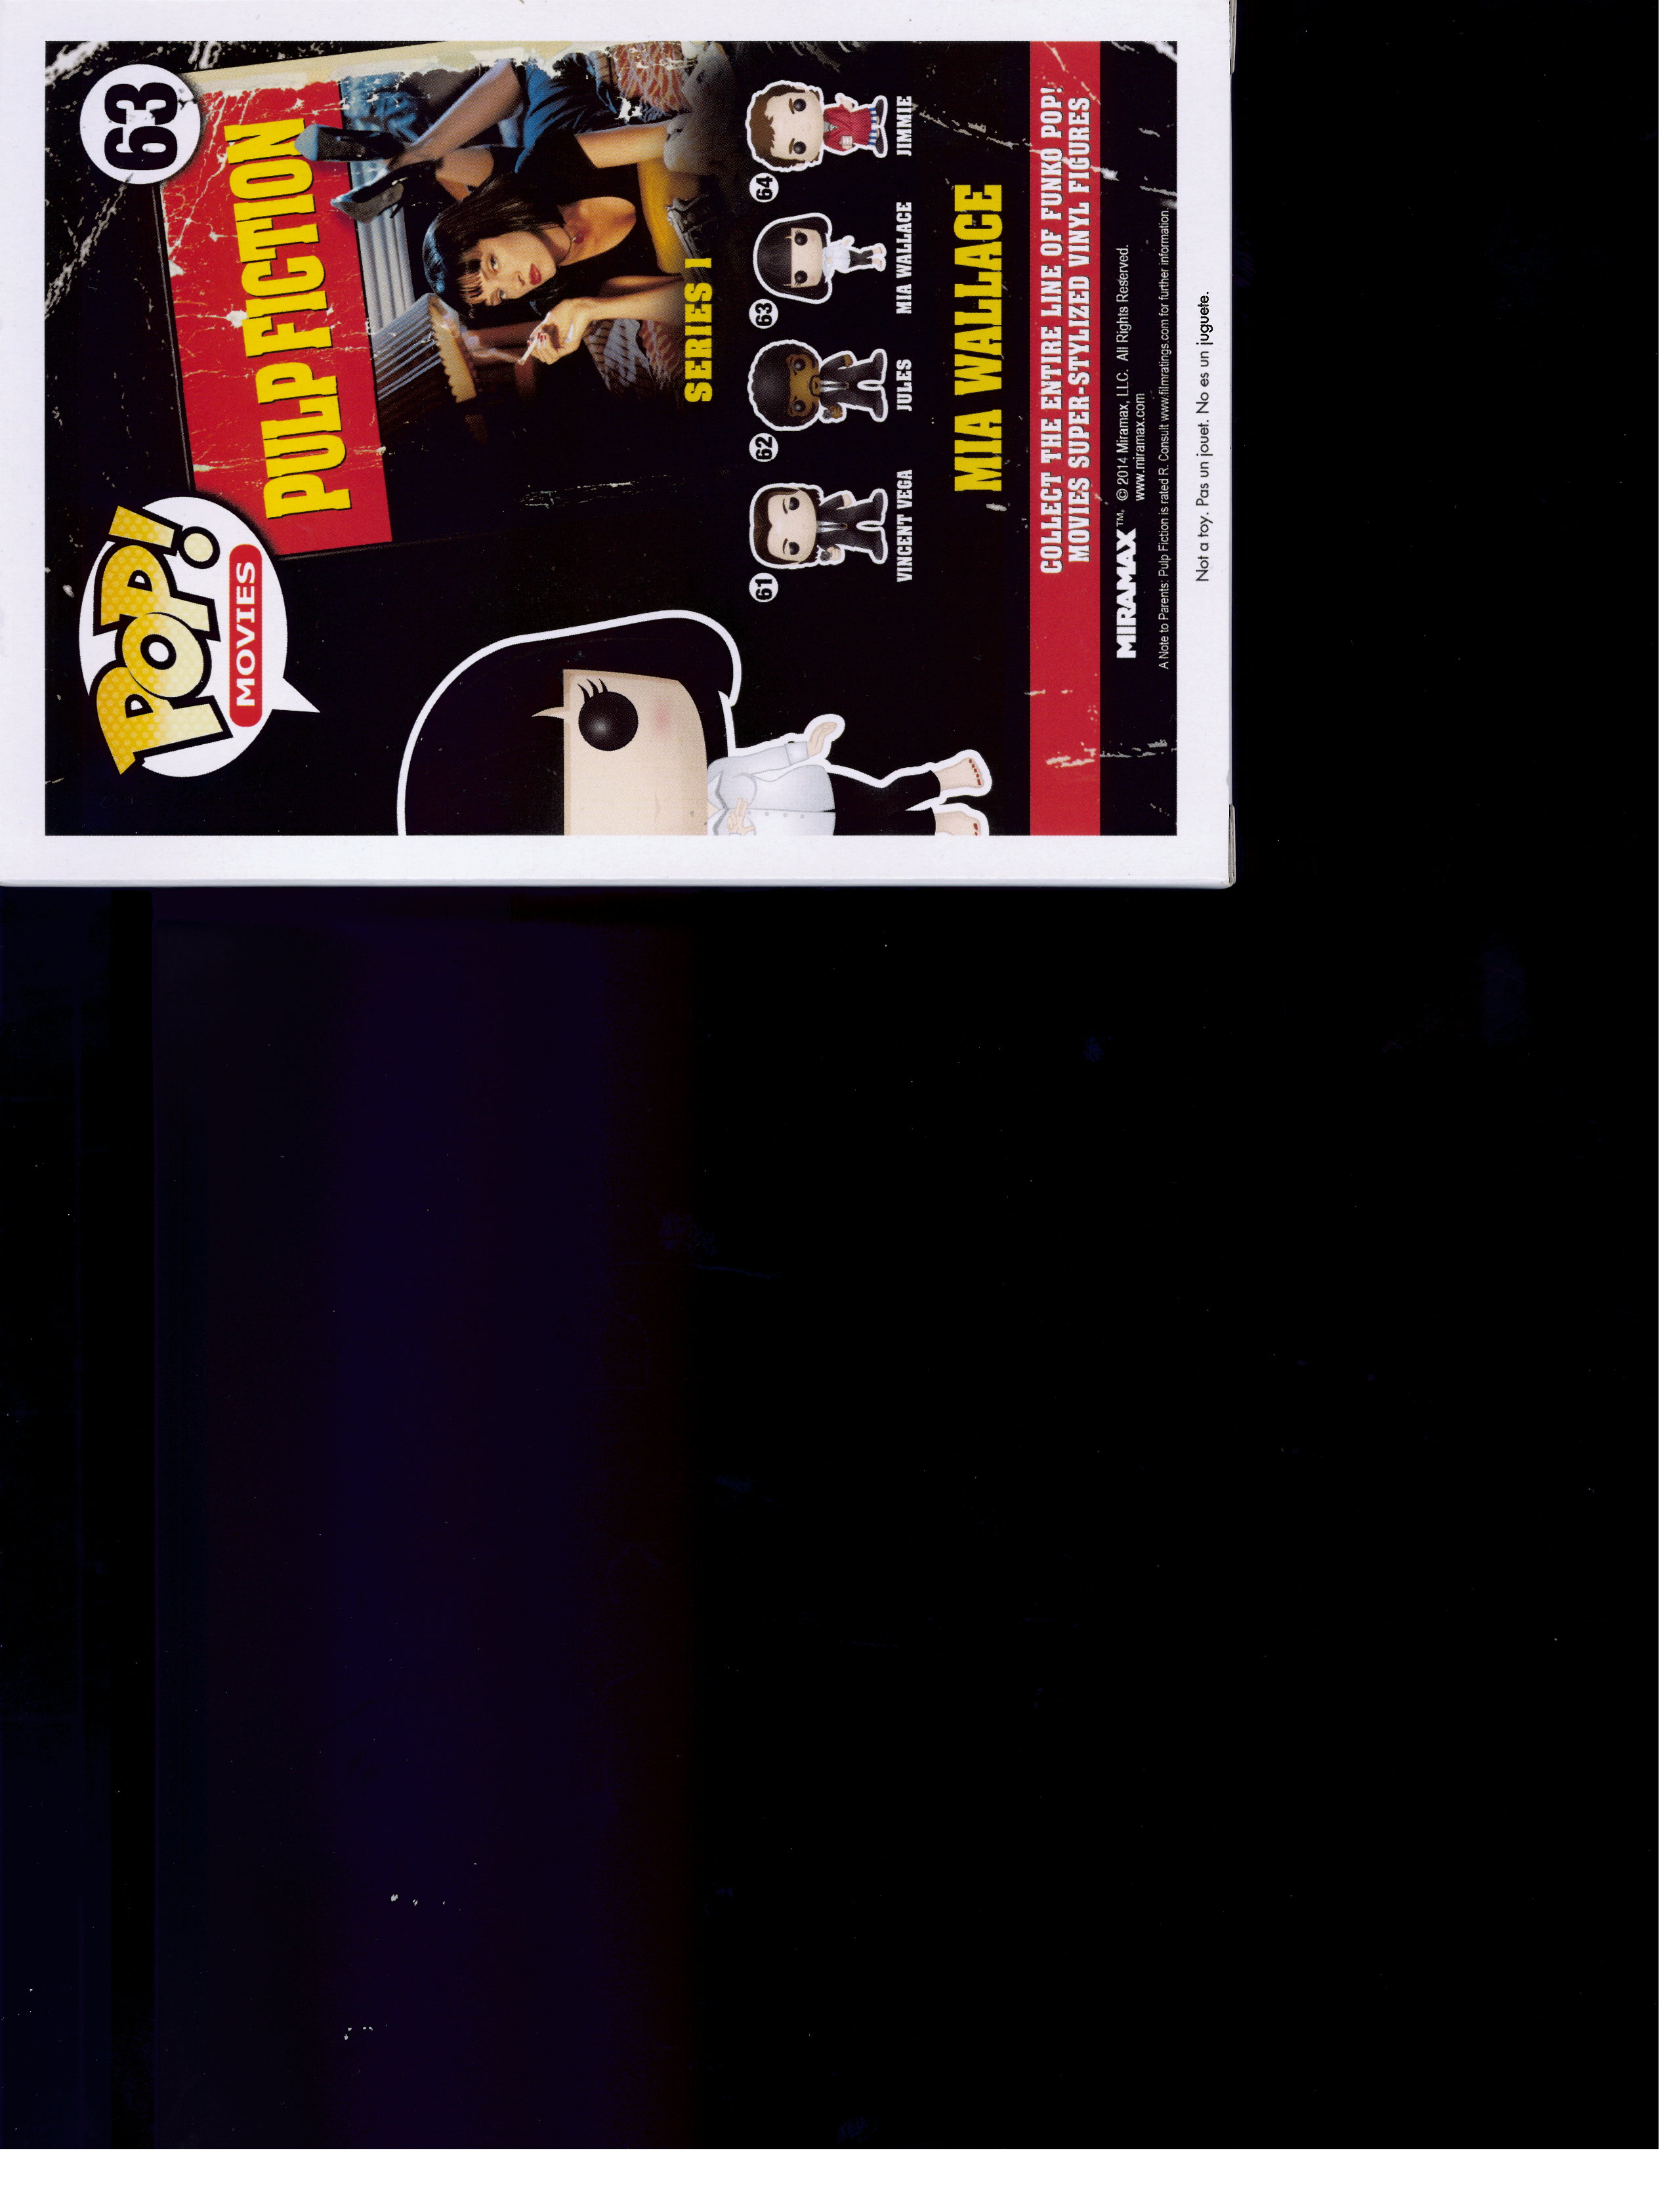 POP!
MOVIES
63
PULP FICTION
SERIES 1
61
62
63
64
VINCENT VEGA
JULES
MIA WALLACE
JIMMIE
MIA WALLACE
COLLECT THE ENTIRE LINE OF FUNKO POP!
MOVIES SUPER-STYLIZED VINYL FIGURES
MIRAMAX™, © 2014 Miramax, LLC. All Rights Reserved.
www.miramax.com
A Note to Parents: Pulp Fiction is rated R. Consult www.filmratings.com for further information.
Not a toy. Pas un jouet. No es un juguete.